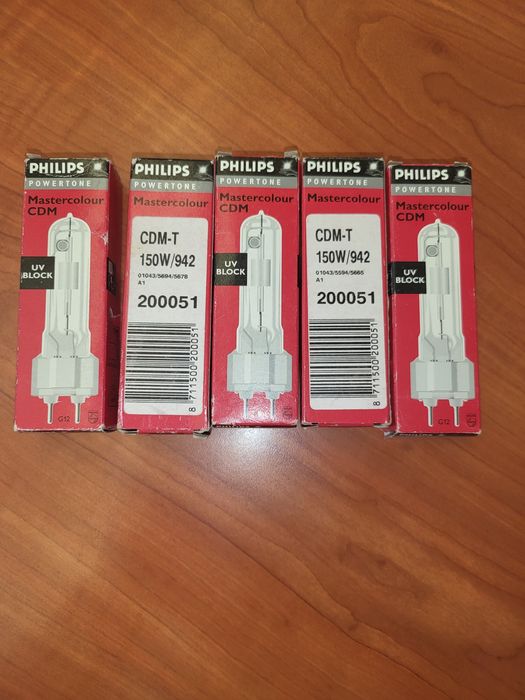 PHILIPS
POWERTONE
Mastercolour
CDM
UV
BLOCK
G12
PHILIPS
POWERTONE
Mastercolour
CDM-T
150W/942
01043/5694/5678
A1
200051
8 711500 200051
PHILIPS
POWERTONE
Mastercolour
CDM
UV
BLOCK
G12
PHILIPS
POWERTONE
Mastercolour
CDM-T
150W/942
01043/5594/5665
A1
200051
8 711500 200051
PHILIPS
POWERTONE
Mastercolour
CDM
UV
BLOCK
G12